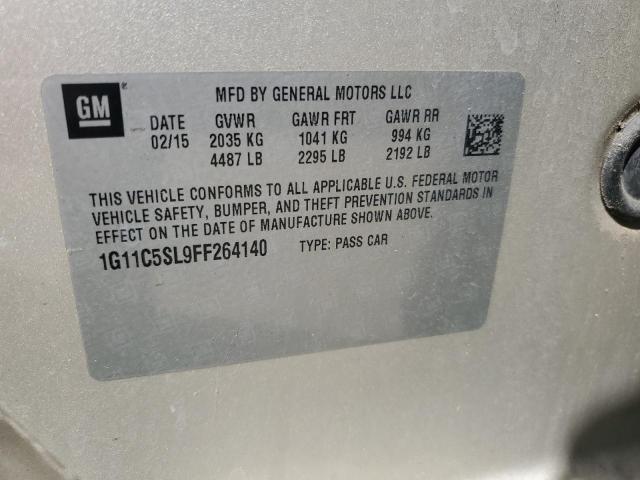 GM
MFD BY GENERAL MOTORS LLC
DATE GVWR GAWR FRT GAWR RR
02/15 2035 KG 1041 KG 994 KG
4487 LB 2295 LB 2192 LB
THIS VEHICLE CONFORMS TO ALL APPLICABLE U.S. FEDERAL MOTOR
VEHICLE SAFETY, BUMPER, AND THEFT PREVENTION STANDARDS IN
EFFECT ON THE DATE OF MANUFACTURE SHOWN ABOVE.
1G11C5SL9FF264140 TYPE: PASS CAR